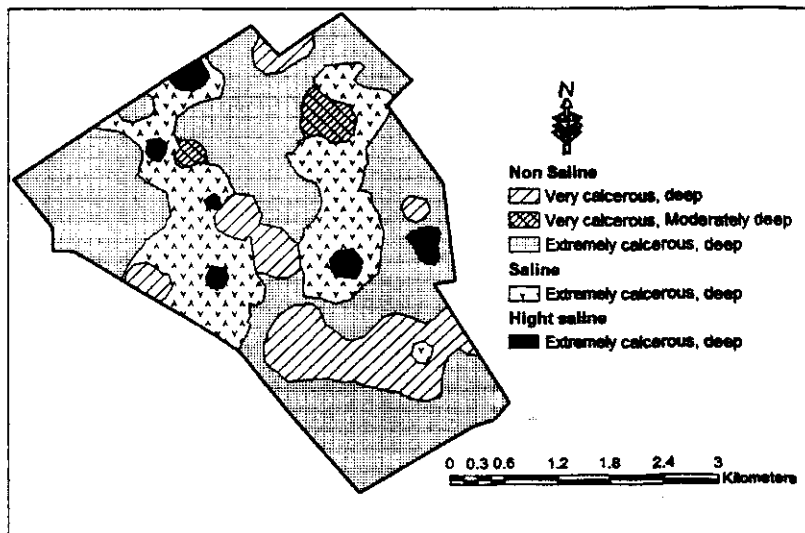 N
Non Saline
Very calcerous, deep
Very calcerous, Moderately deep
Extremely calcerous, deep
Saline
Extremely calcerous, deep
Hight saline
Extremely calcerous, deep
0 0.3 0.6 1.2 1.8 2.4 3
Kilometers